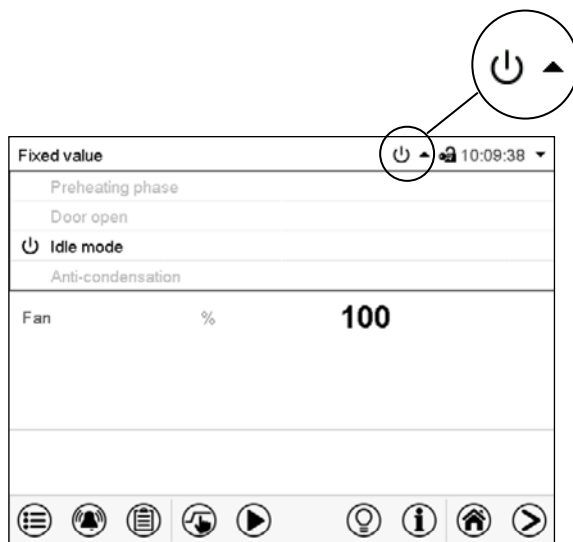 Fixed value 10:09:38
Preheating phase
Door open
Idle mode
Anti-condensation
Fan % 100